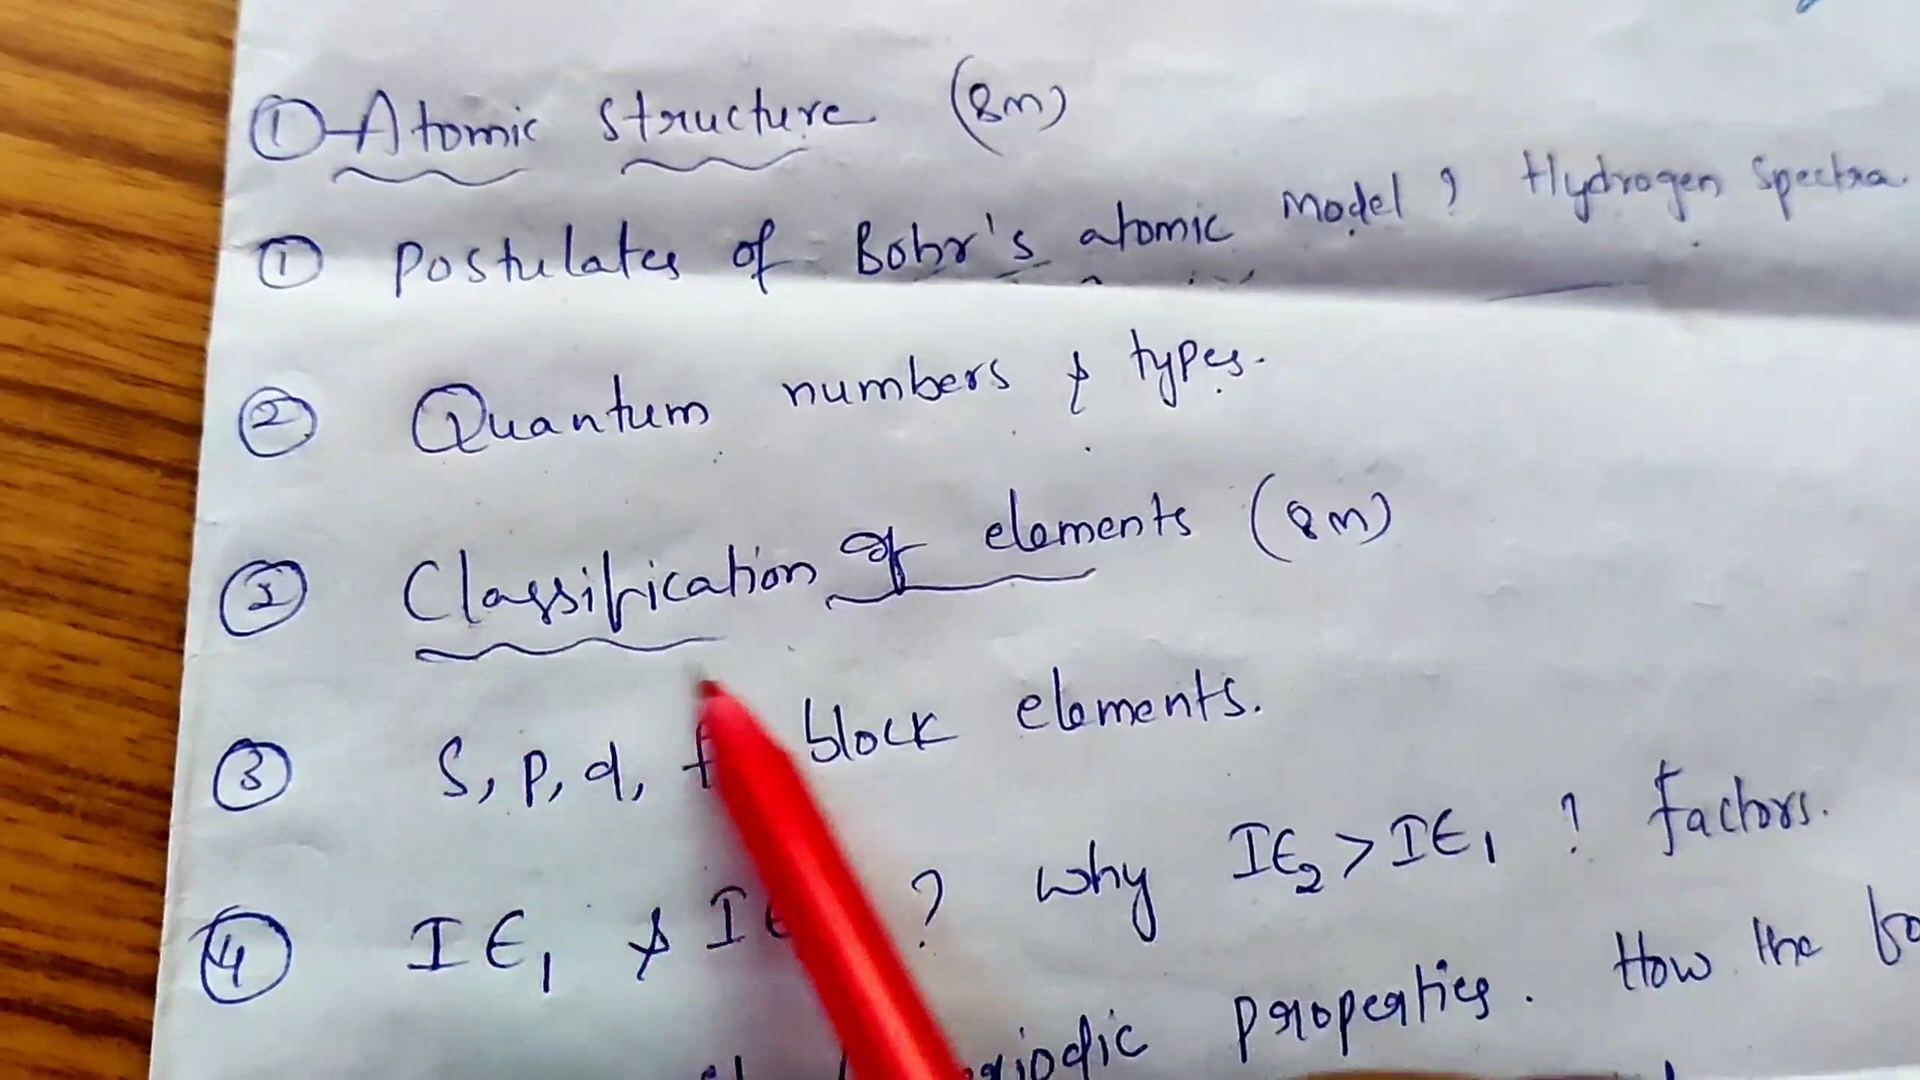 ① Atomic structure (8m)
① Postulates of Bohr's atomic model ? Hydrogen Spectra.
② Quantum numbers & types.
② Classification of elements (8m)
③ S, P, d, f block elements.
④ IE₁ & IE ? why IE₂ > IE₁ ? factors.
properties. How the